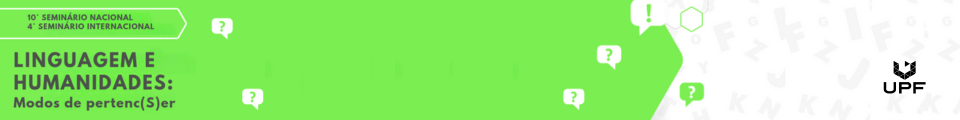 10° SEMINÁRIO NACIONAL
4° SEMINÁRIO INTERNACIONAL
LINGUAGEM E
HUMANIDADES:
Modos de pertenc(S)er
?
?
?
?
!
?
UPF